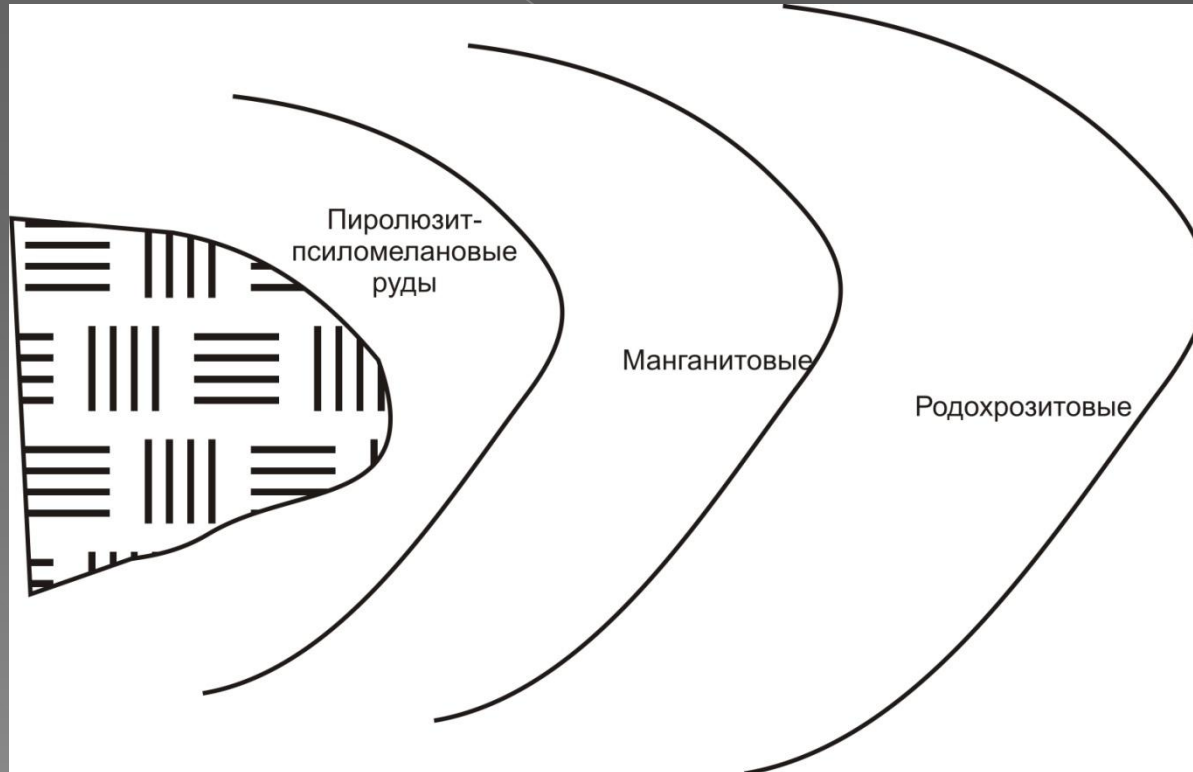 Пиролюзит-
псиломелановые
руды
Манганитовые
Родохрозитовые